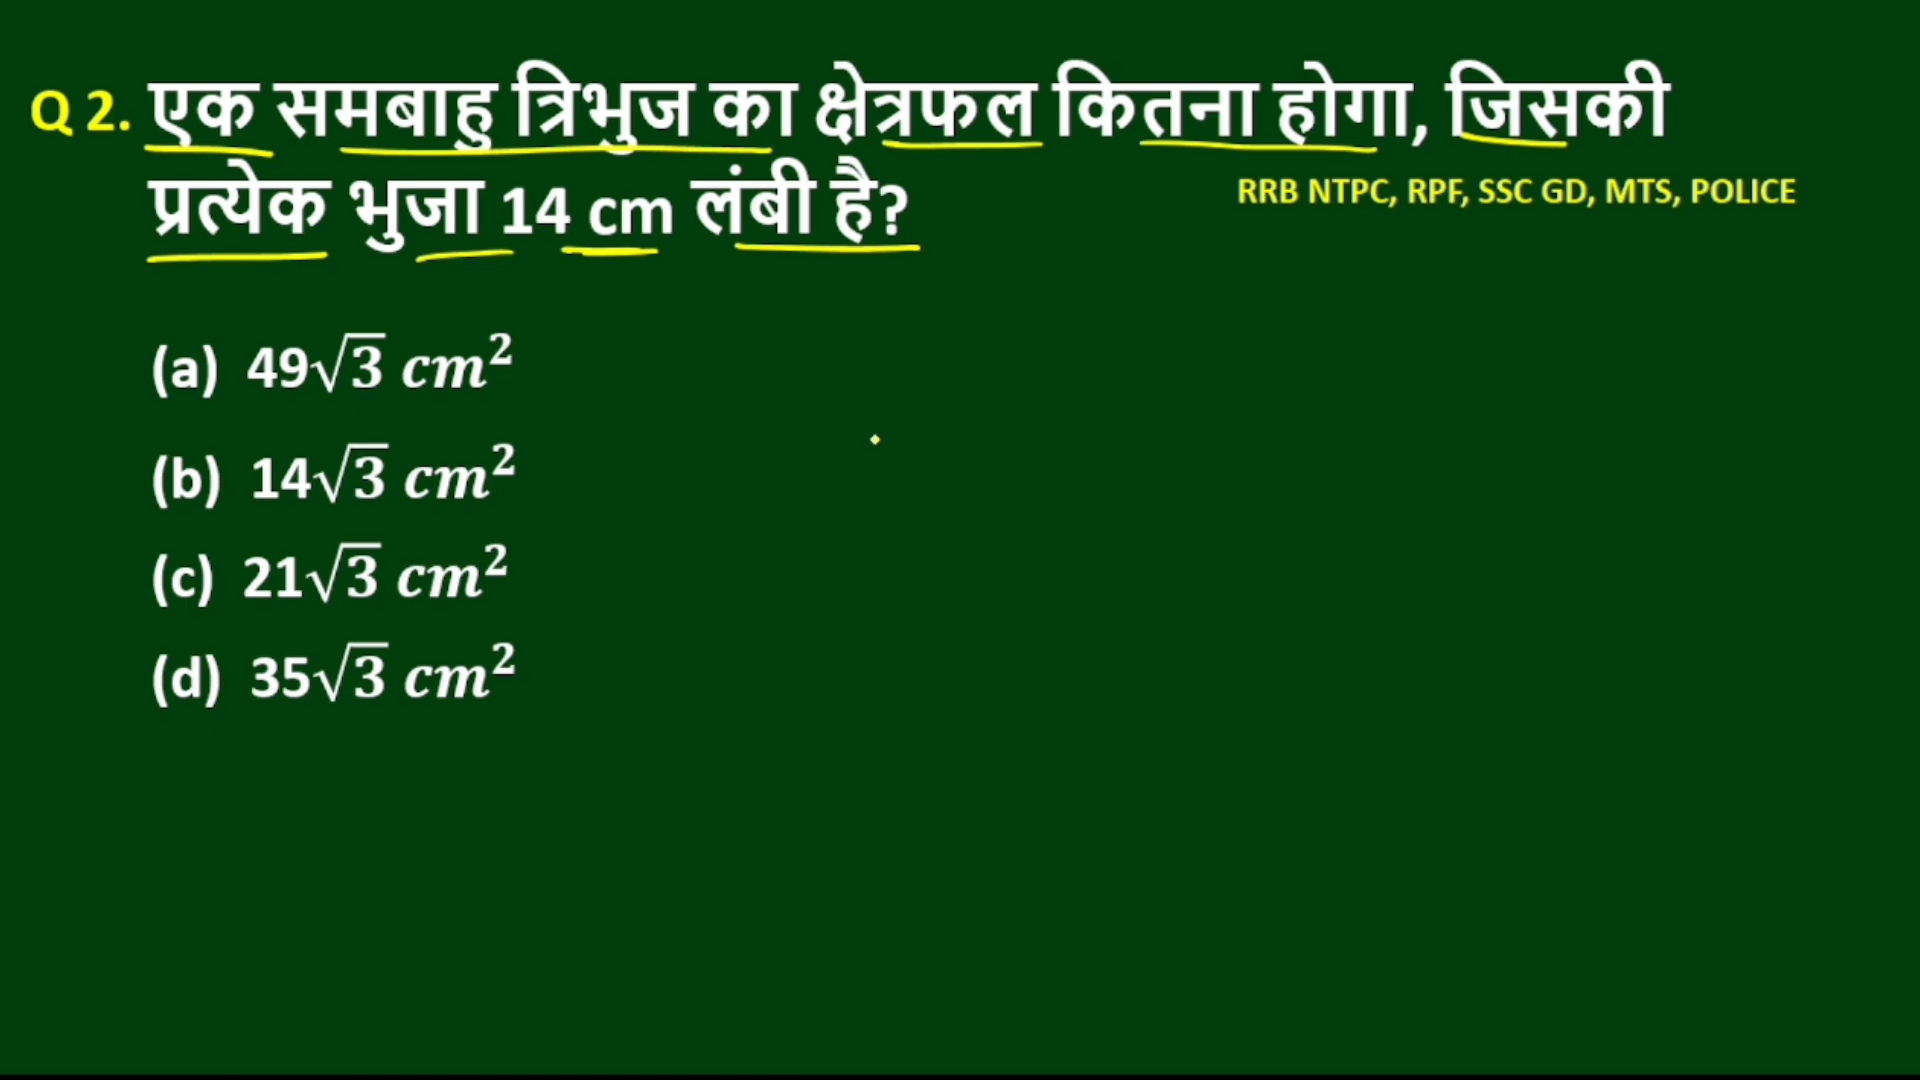 Q 2. एक समबाहु त्रिभुज का क्षेत्रफल कितना होगा, जिसकी
प्रत्येक भुजा 14 cm लंबी है?
RRB NTPC, RPF, SSC GD, MTS, POLICE
(a) 49√3 cm²
(b) 14√3 cm²
(c) 21√3 cm²
(d) 35√3 cm²